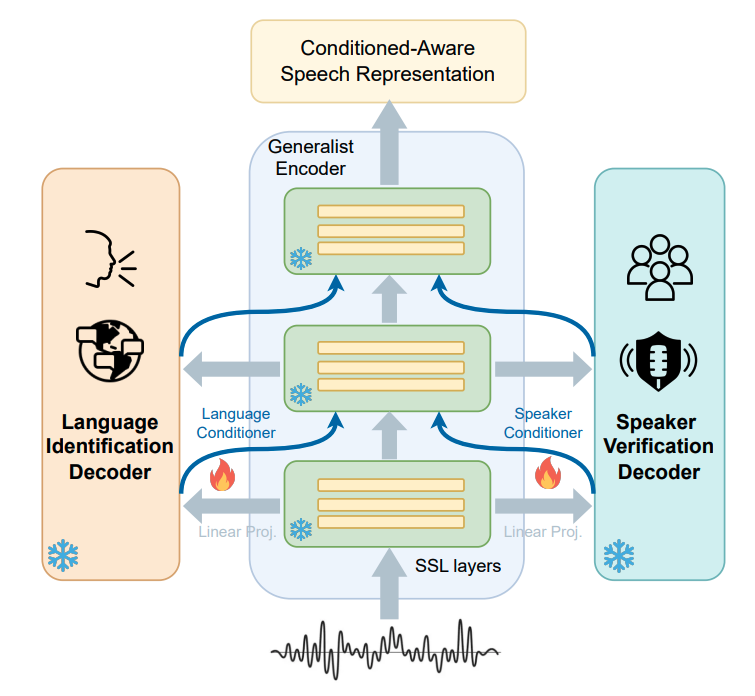 Conditioned-Aware
Speech Representation
Generalist
Encoder
Language
Conditioner
Speaker
Conditioner
Language
Identification
Decoder
Speaker
Verification
Decoder
Linear Proj.
Linear Proj.
SSL layers